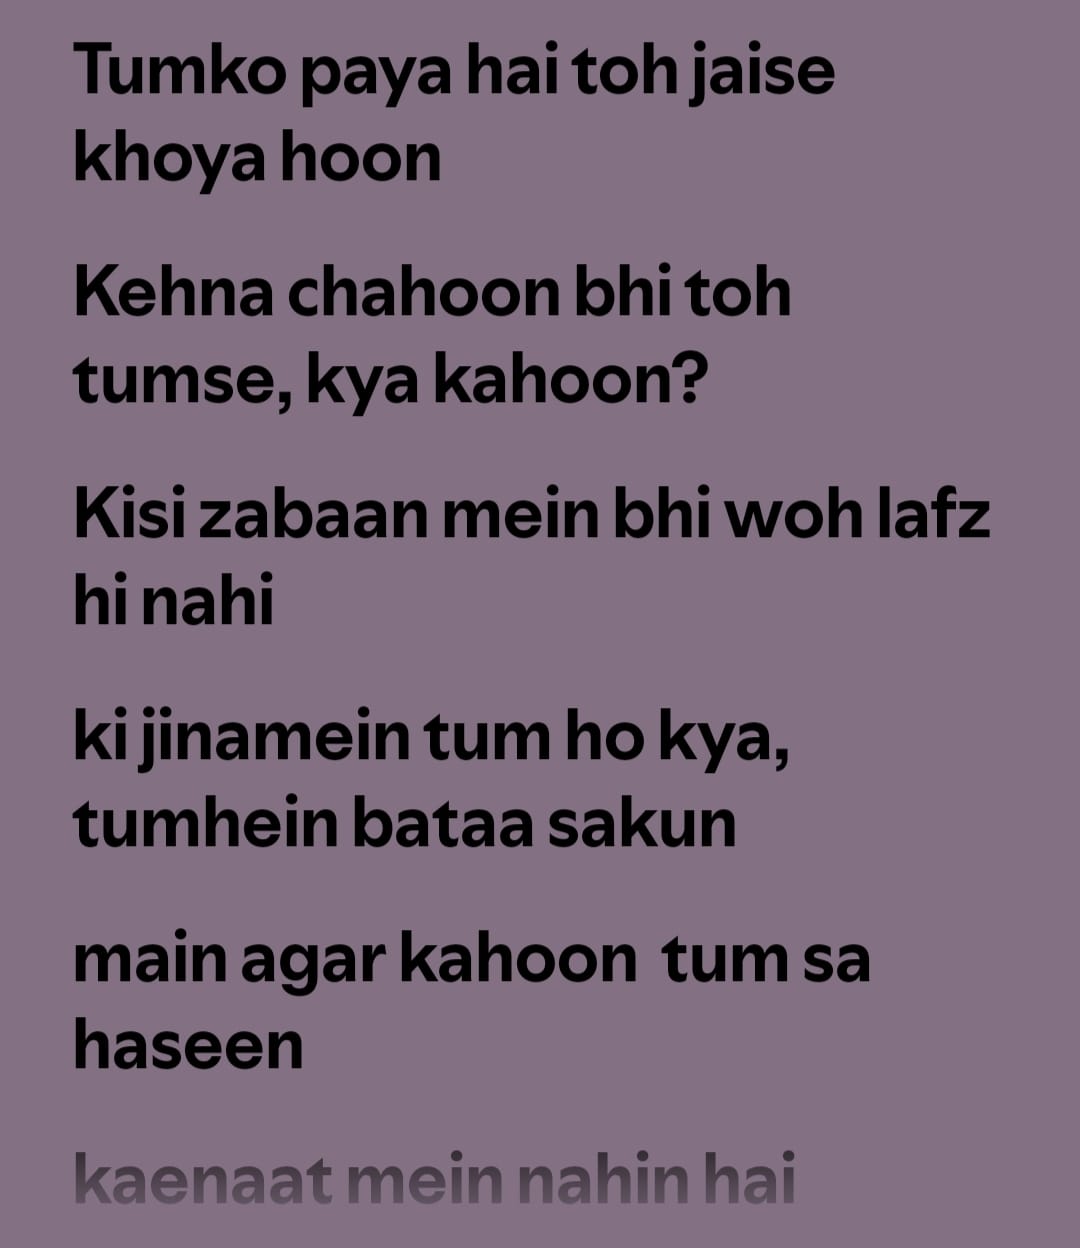 Tumko paya hai toh jaise
khoya hoon
Kehna chahoon bhi toh
tumse, kya kahoon?
Kisi zabaan mein bhi woh lafz
hi nahi
ki jinamein tum ho kya,
tumhein bataa sakun
main agar kahoon  tum sa
haseen
kaenaat mein nahin hai